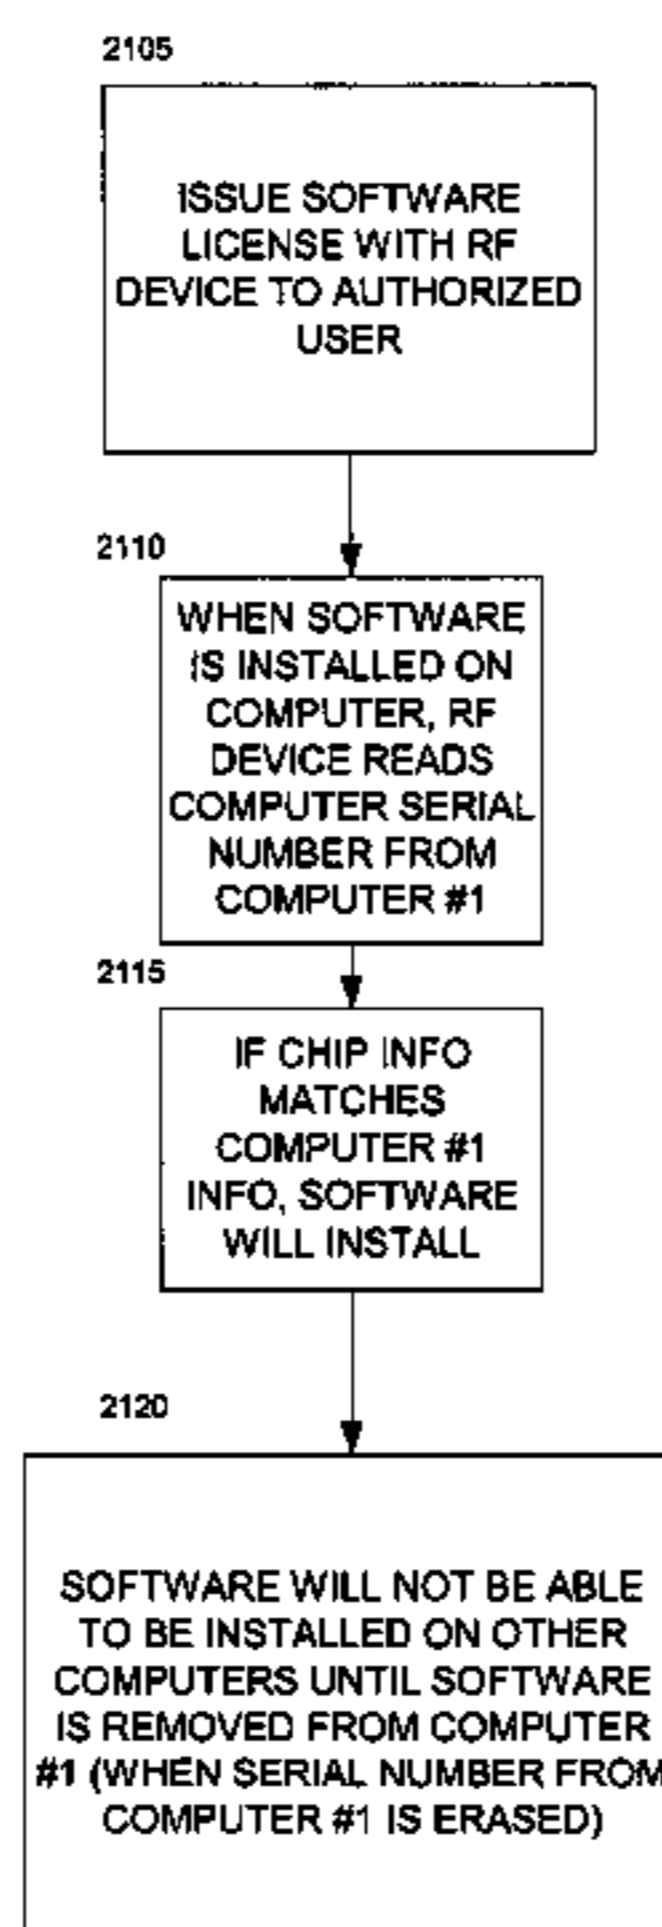 2105
ISSUE SOFTWARE
LICENSE WITH RF
DEVICE TO AUTHORIZED
USER
2110
WHEN SOFTWARE
IS INSTALLED ON
COMPUTER, RF
DEVICE READS
COMPUTER SERIAL
NUMBER FROM
COMPUTER #1
2115
IF CHIP INFO
MATCHES
COMPUTER #1
INFO, SOFTWARE
WILL INSTALL
2120
SOFTWARE WILL NOT BE ABLE
TO BE INSTALLED ON OTHER
COMPUTERS UNTIL SOFTWARE
IS REMOVED FROM COMPUTER
#1 (WHEN SERIAL NUMBER FROM
COMPUTER #1 IS ERASED)